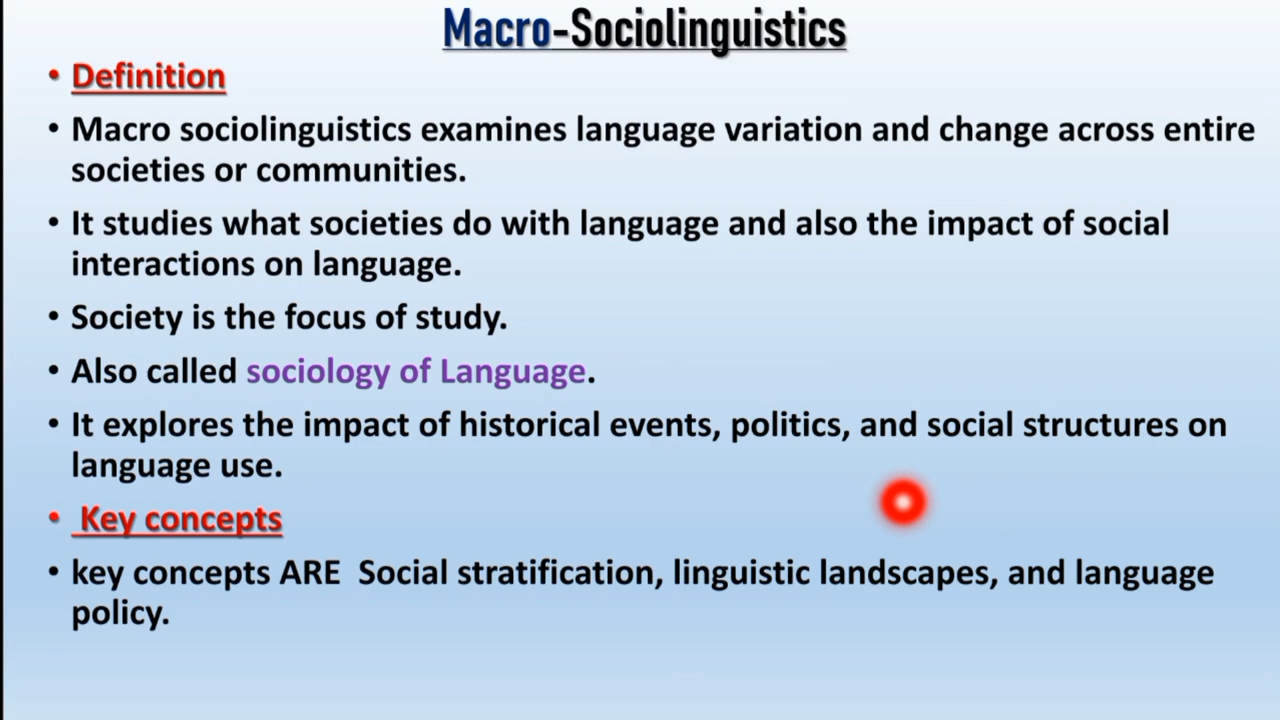 Macro-Sociolinguistics
• Definition
• Macro sociolinguistics examines language variation and change across entire
societies or communities.
• It studies what societies do with language and also the impact of social
interactions on language.
• Society is the focus of study.
• Also called sociology of Language.
• It explores the impact of historical events, politics, and social structures on
language use.
• Key concepts
• key concepts ARE  Social stratification, linguistic landscapes, and language
policy.